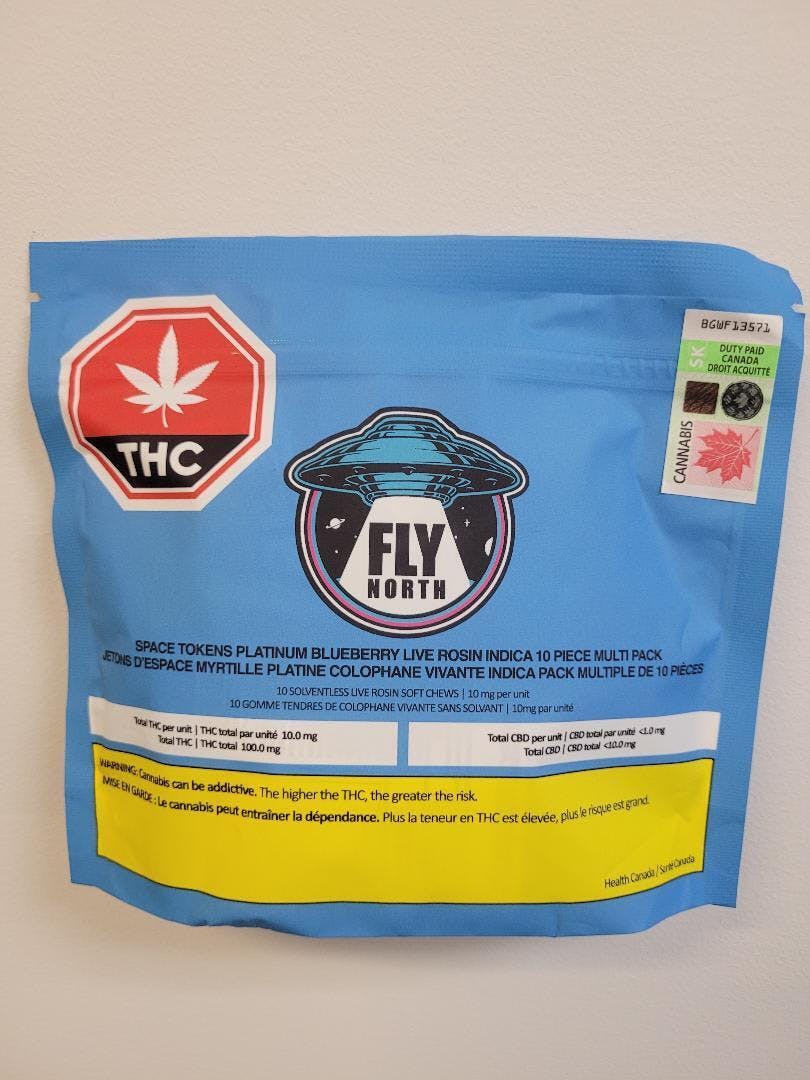 BGWF13571
SK
DUTY PAID
CANADA
DROIT ACQUITTÉ
CANNABIS
THC
FLY
NORTH
SPACE TOKENS PLATINUM BLUEBERRY LIVE ROSIN INDICA 10 PIECE MULTI PACK
JETONS D'ESPACE MYRTILLE PLATINE COLOPHANE VIVANTE INDICA PACK MULTIPLE DE 10 PIÈCES
10 SOLVENTLESS LIVE ROSIN SOFT CHEWS | 10 mg per unit
10 GOMME TENDRES DE COLOPHANE VIVANTE SANS SOLVANT | 10mg par unité
Total THC per unit | THC total par unité 10.0 mg
Total THC | THC total 100.0 mg
Total CBD per unit | CBD total par unité <1.0 mg
Total CBD | CBD total <10.0 mg
WARNING: Cannabis can be addictive. The higher the THC, the greater the risk.
MISE EN GARDE : Le cannabis peut entraîner la dépendance. Plus la teneur en THC est élevée, plus le risque est grand.
Health Canada / Santé Canada